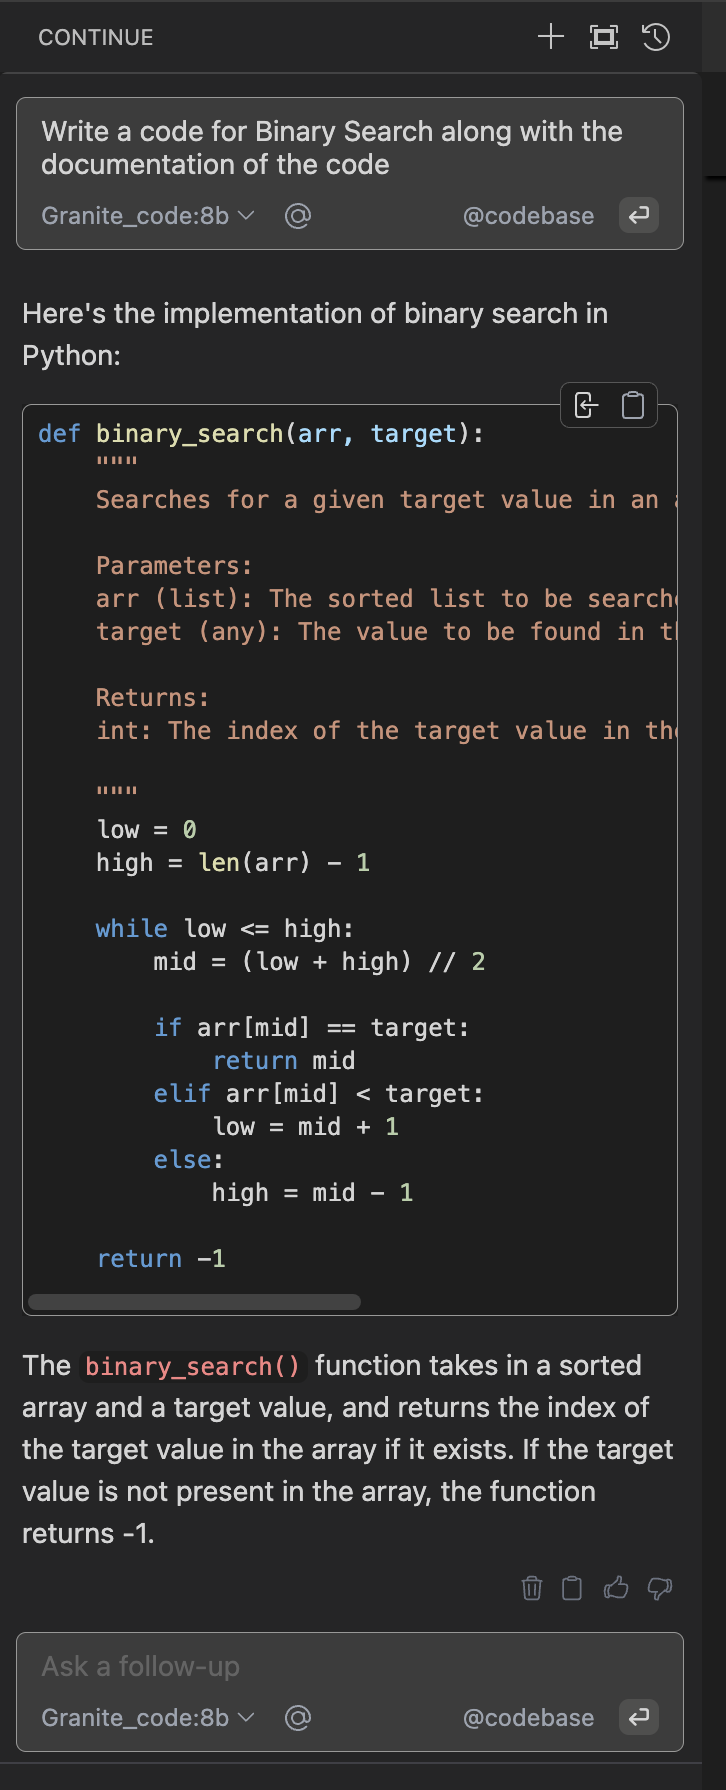 CONTINUE
Write a code for Binary Search along with the
documentation of the code
Granite_code:8b @codebase
Here's the implementation of binary search in
Python:
def binary_search(arr, target):
    """
    Searches for a given target value in an
    Parameters:
    arr (list): The sorted list to be
    target (any): The value to be found in
    Returns:
    int: The index of the target value in
    """
    low = 0
    high = len(arr) - 1
    while low <= high:
        mid = (low + high) // 2
        if arr[mid] == target:
            return mid
        elif arr[mid] < target:
            low = mid + 1
        else:
            high = mid - 1
    return -1
The binary_search() function takes in a sorted
array and a target value, and returns the index of
the target value in the array if it exists. If the target
value is not present in the array, the function
returns -1.
Ask a follow-up
Granite_code:8b @codebase